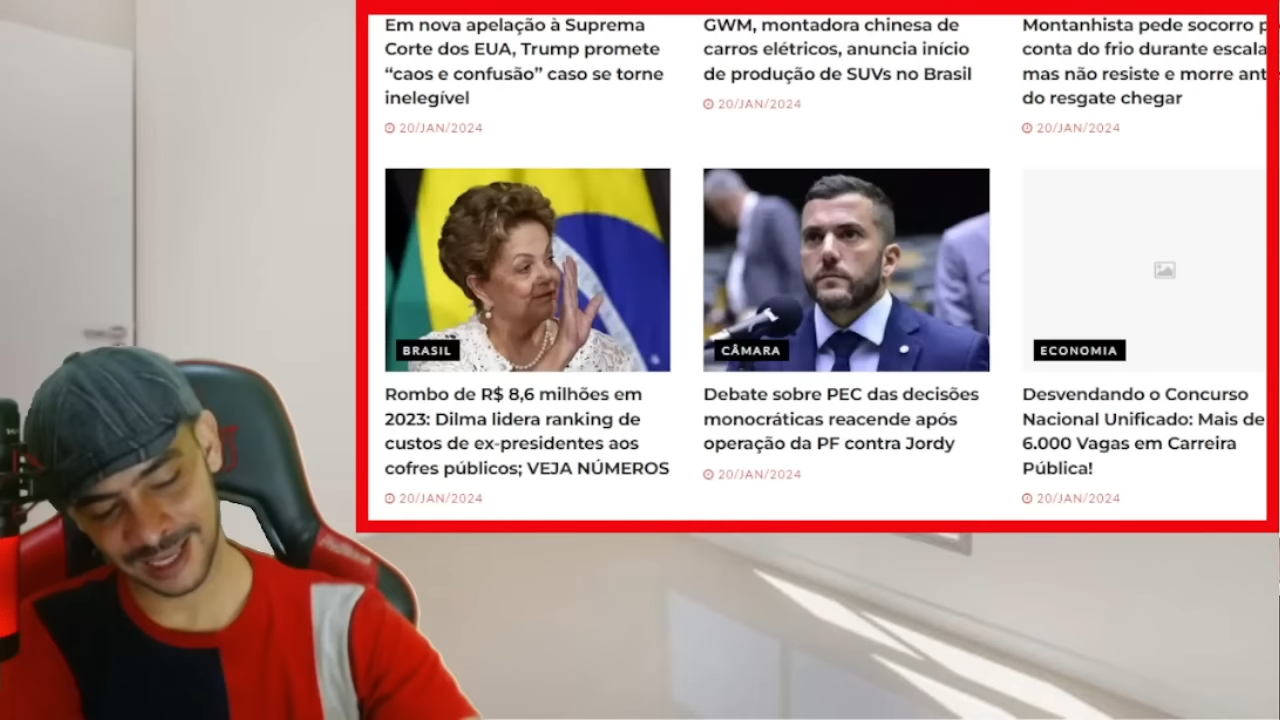 Em nova apelação à Suprema
Corte dos EUA, Trump promete
“caos e confusão” caso se torne
inelegível
20/JAN/2024
GWM, montadora chinesa de
carros elétricos, anuncia início
de produção de SUVs no Brasil
20/JAN/2024
Montanhista pede socorro p
conta do frio durante escala
mas não resiste e morre ant
do resgate chegar
20/JAN/2024
BRASIL
Rombo de R$ 8,6 milhões em
2023: Dilma lidera ranking de
custos de ex-presidentes aos
cofres públicos; VEJA NÚMEROS
20/JAN/2024
CÂMARA
Debate sobre PEC das decisões
monocráticas reacende após
operação da PF contra Jordy
20/JAN/2024
ECONOMIA
Desvendando o Concurso
Nacional Unificado: Mais de
6.000 Vagas em Carreira
Pública!
20/JAN/2024